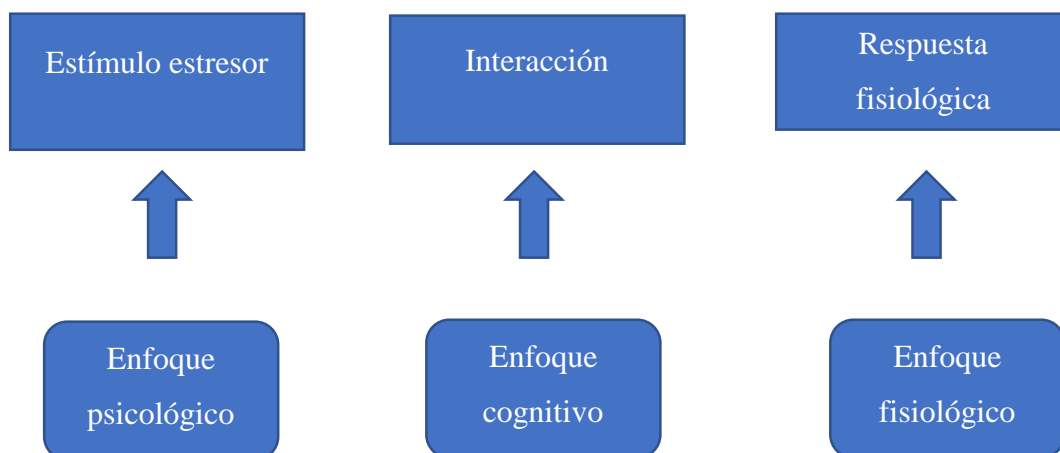 Estímulo estresor
Interacción
Respuesta
fisiológica
Enfoque
psicológico
Enfoque
cognitivo
Enfoque
fisiológico